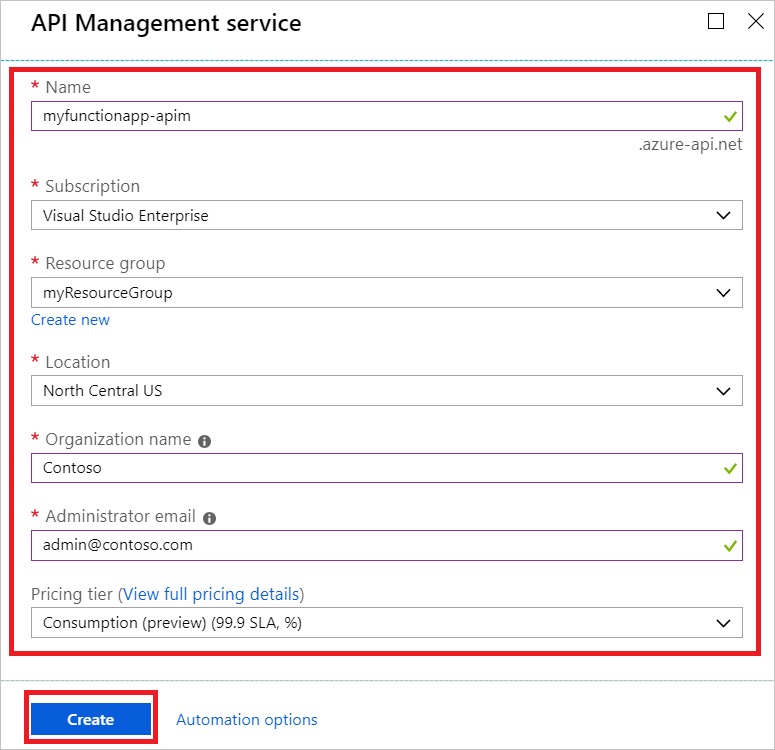 API Management service
* Name
myfunctionapp-apim
.azure-api.net
* Subscription
Visual Studio Enterprise
* Resource group
myResourceGroup
Create new
* Location
North Central US
* Organization name
Contoso
* Administrator email
admin@contoso.com
Pricing tier (View full pricing details)
Consumption (preview) (99.9 SLA, %)
Create Automation options